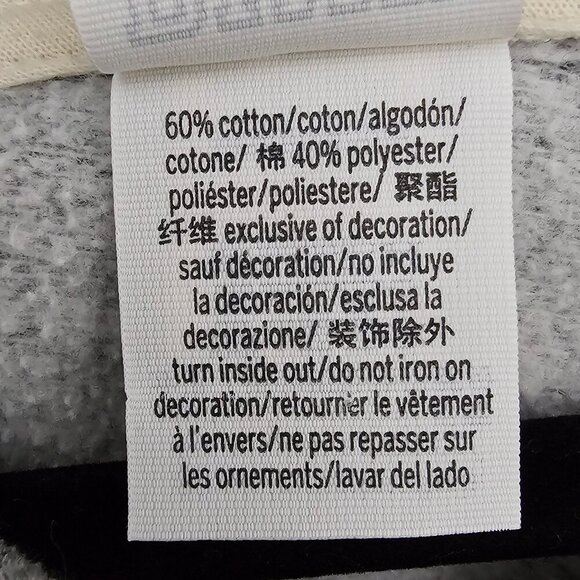 60% cotton/coton/algodón/
cotone/ 棉 40% polyester/
poliéster/poliestere/ 聚酯
纤维 exclusive of decoration/
sauf décoration/no incluye
la decoración/esclusa la
decorazione/ 装饰除外
turn inside out/do not iron on
decoration/retourner le vêtement
à l'envers/ne pas repasser sur
les ornements/lavar del lado